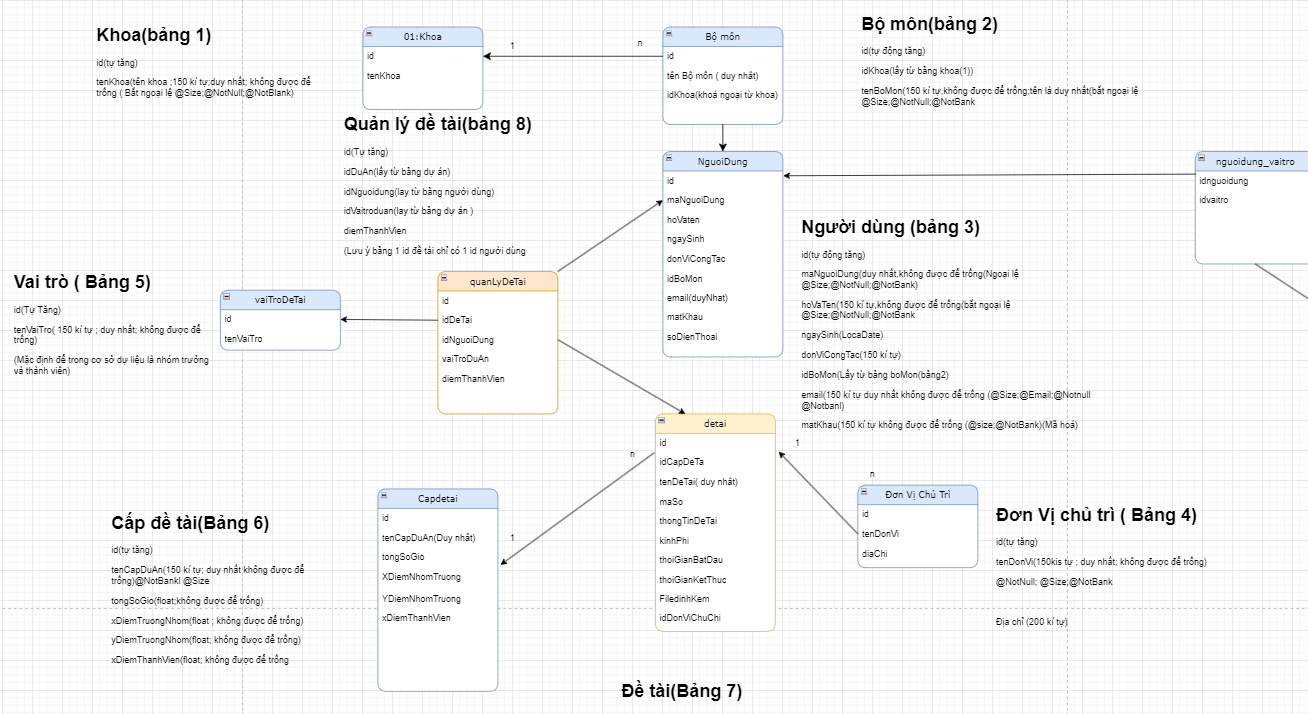 Khoa(bảng 1)
id(tự tăng)
tenKhoa(tên khoa ;150 kí tự;duy nhất; không được để
trống ( Bắt ngoại lệ @Size;@NotNull;@NotBlank)
01:Khoa
id
tenKhoa
1
n
Bộ môn
id
tên Bộ môn ( duy nhất)
idKhoa(khoá ngoại từ khoa)
Bộ môn(bảng 2)
id(tự động tăng)
idKhoa(lấy từ bảng khoa(1))
tenBoMon(150 kí tự,không được để trống;tên là duy nhất(bắt ngoại lệ
@Size;@NotNull;@NotBank
Quản lý đề tài(bảng 8)
id(Tự tăng)
idDuAn(lấy từ bảng dự án)
idNguoidung(lay từ bảng người dùng)
idVaitroduan(lay từ bảng dự án )
diemThanhVien
(Lưu ý bảng 1 id đề tài chỉ có 1 id người dùng
NguoiDung
id
maNguoiDung
hoVaten
ngaySinh
donViCongTac
idBoMon
email(duyNhat)
matKhau
soDienThoai
nguoidung_vaitro
idnguoidung
idvaitro
Người dùng (bảng 3)
id(tự động tăng)
maNguoiDung(duy nhất,không được để trống(Ngoại lệ
@Size;@NotNull;@NotBank)
hoVaTen(150 kí tự,không được để trống(bắt ngoại lệ
@Size;@NotNull;@NotBank
ngaySinh(LocaDate)
donViCongTac(150 kí tự)
idBoMon(Lấy từ bảng boMon(bảng2)
email(150 kí tự duy nhất không được để trống (@Size;@Email;@Notnull
@Notbanl)
matKhau(150 kí tự không được để trống (@size;@NotBank)(Mã hoá)
Vai trò ( Bảng 5)
id(Tự Tăng)
tenVaiTro( 150 kí tự ; duy nhất; không được để
trống)
(Mặc định để trong cơ sở dự liệu là nhóm trưởng
và thành viên)
vaiTroDeTai
id
tenVaiTro
quanLyDeTai
id
idDeTai
idNguoiDung
vaiTroDuAn
diemThanhVien
detai
id
idCapDeTa
tenDeTai( duy nhất)
maSo
thongTinDeTai
kinhPhi
thoiGianBatDau
thoiGianKetThuc
FiledinhKem
idDonViChuChi
n
1
1
n
Đơn Vị Chủ Trì
id
tenDonVi
diaChi
Đơn Vị chủ trì ( Bảng 4)
id(tự tăng)
tenDonVi(150kis tự ; duy nhất; không được để trống)
@NotNull; @Size;@NotBank
Địa chỉ (200 kí tự)
Cấp đề tài(Bảng 6)
id(tự tăng)
tenCapDuAn(150 kí tự; duy nhất không được để
trống)@NotBankl @Size
tongSoGio(float;không được để trống)
xDiemTruongNhom(float ; không được để trống)
yDiemTruongNhom(float; không được để trống)
xDiemThanhVien(float; không được để trống
Capdetai
id
tenCapDuAn(Duy nhất)
tongSoGio
XDiemNhomTruong
YDiemNhomTruong
xDiemThanhVien
Đề tài(Bảng 7)